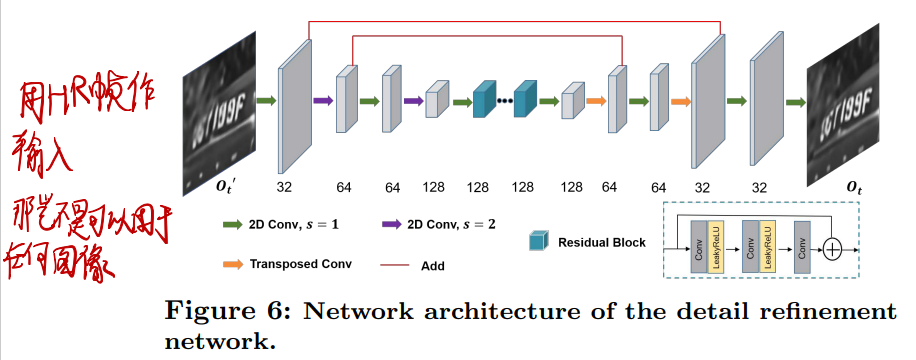 用HR帧作
输入
那岂不是可以用于
任何图像
OGT199F
O_t'
32
64
64
128
128
128
128
64
64
32
32
OGT199F
O_t
2D Conv, s = 1
2D Conv, s = 2
Transposed Conv
Add
Residual Block
Conv
LeakyReLU
Conv
LeakyReLU
Conv
Figure 6: Network architecture of the detail refinement
network.